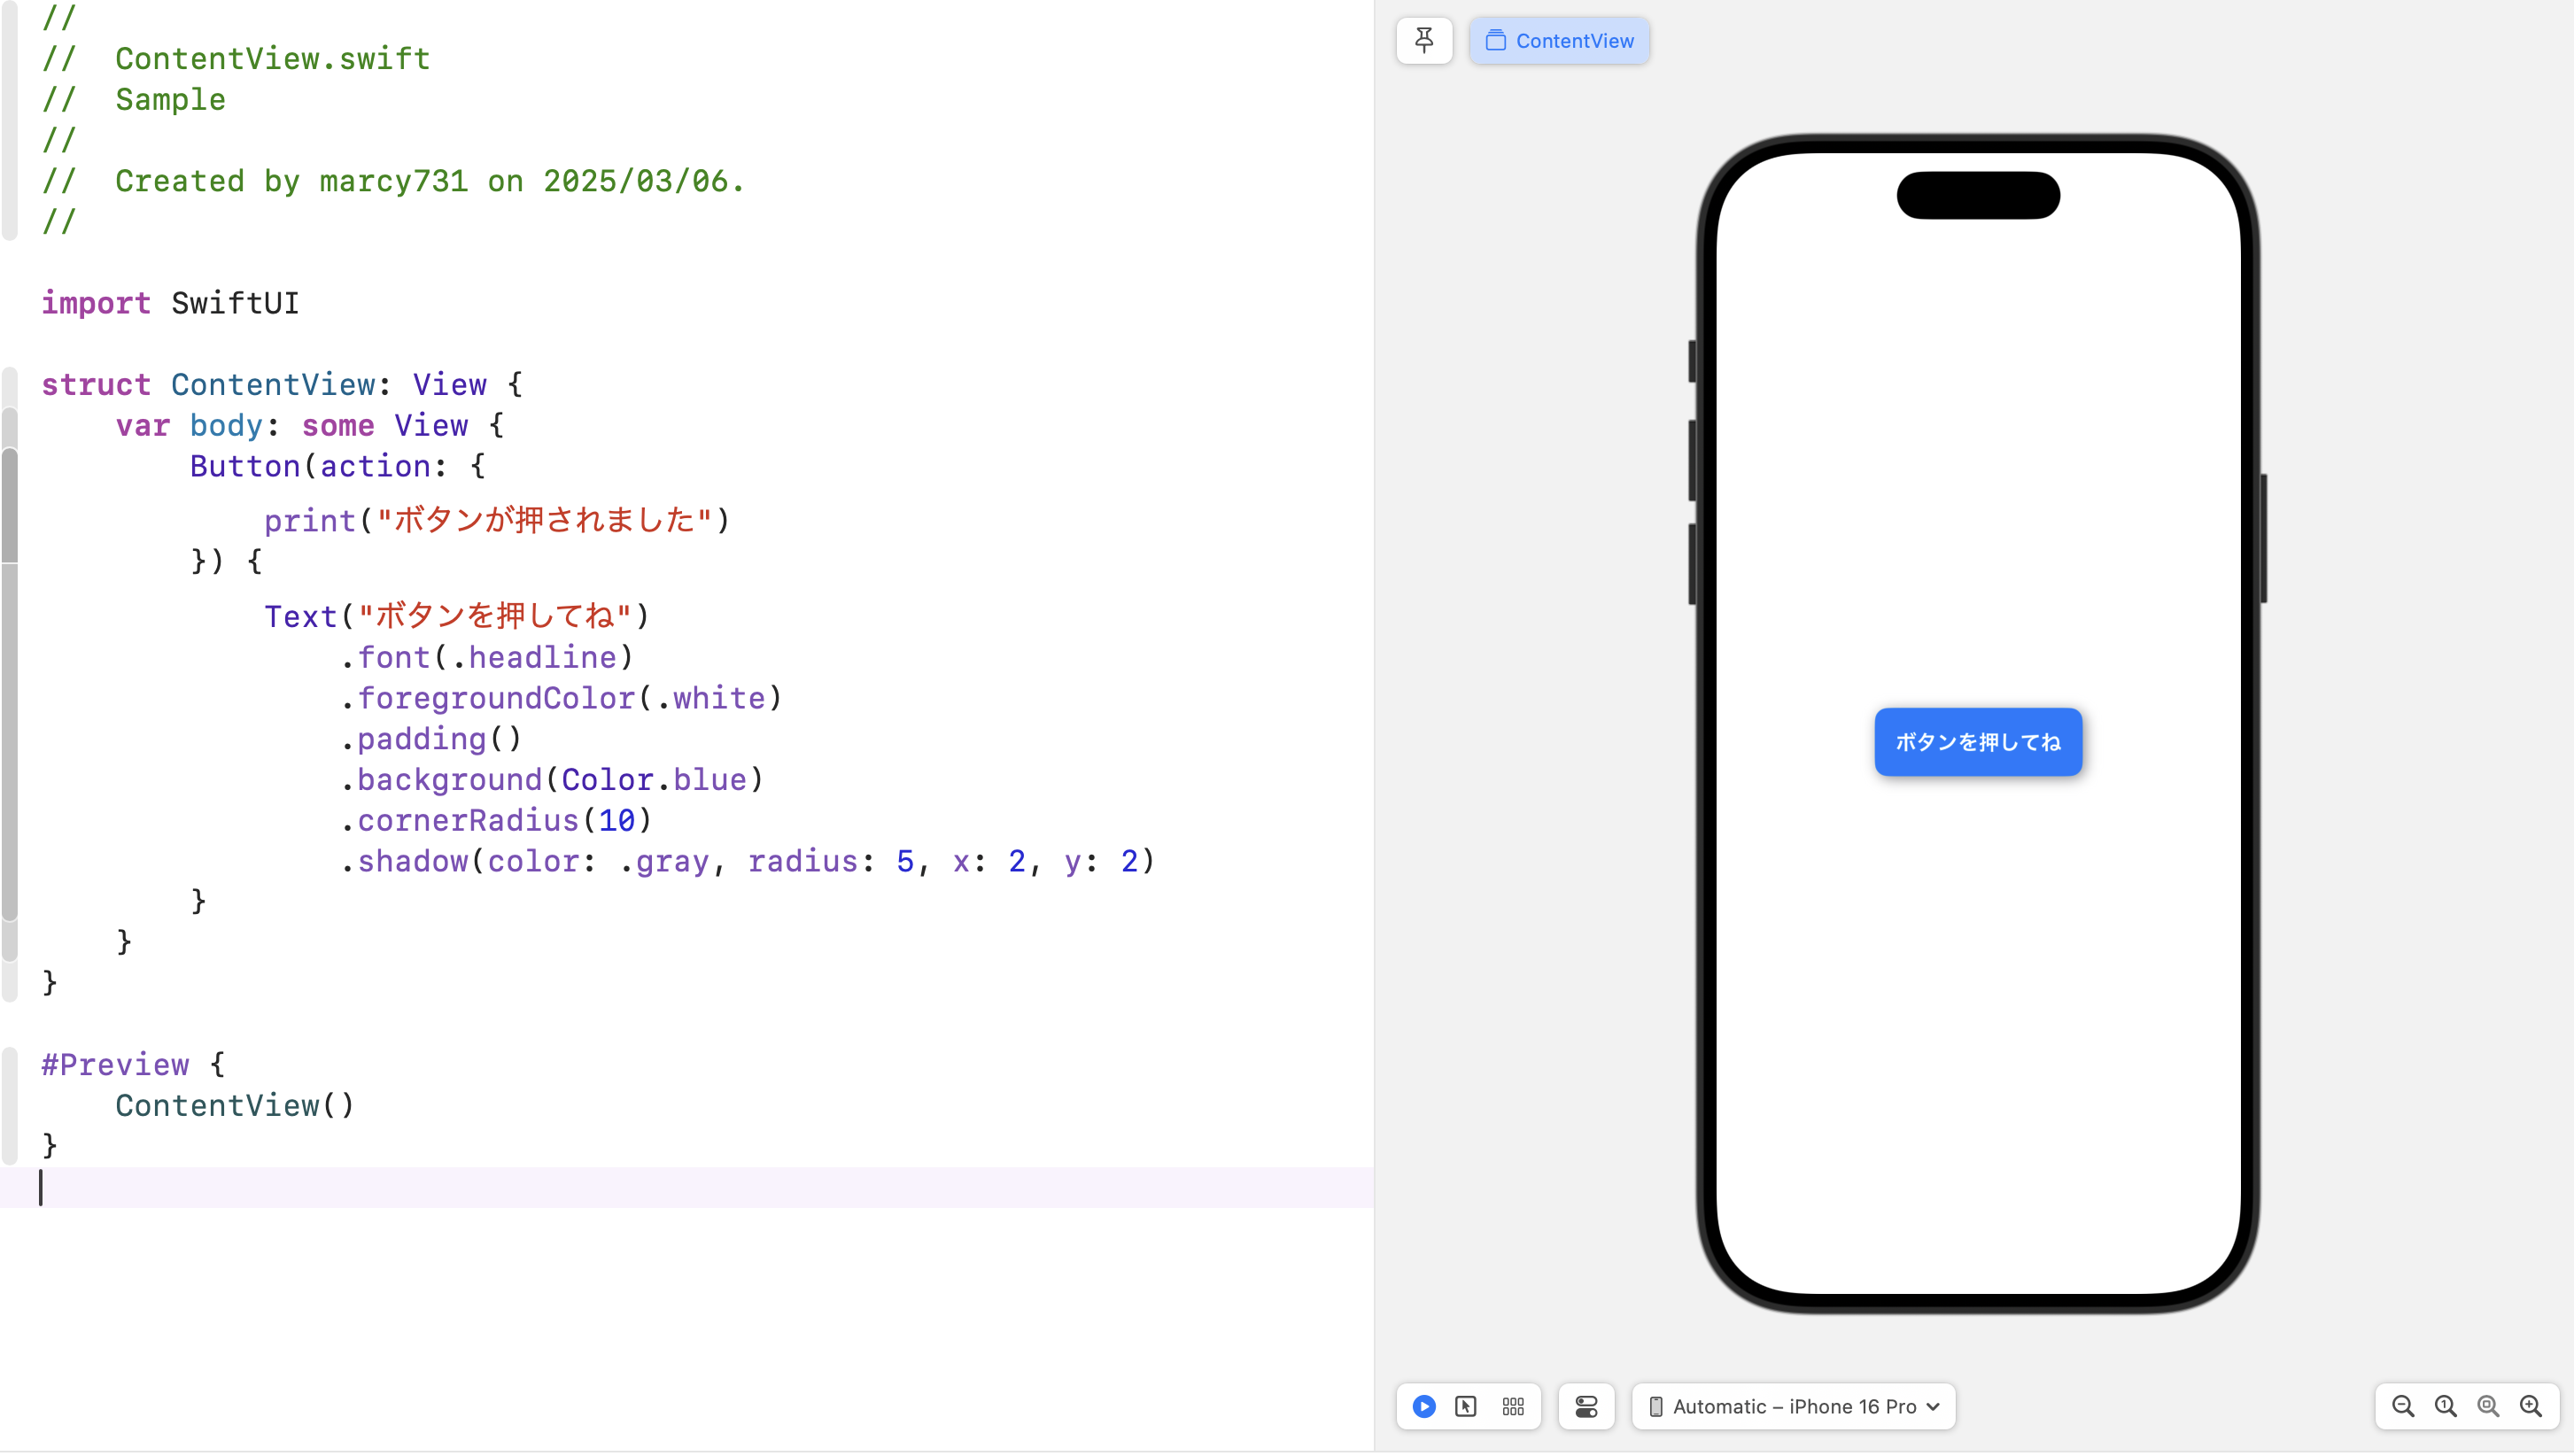 //
//  ContentView.swift
//  Sample
//
//  Created by marcy731 on 2025/03/06.
//
import SwiftUI
struct ContentView: View {
    var body: some View {
        Button(action: {
            print("ボタンが押されました")
        }) {
            Text("ボタンを押してね")
                .font(.headline)
                .foregroundColor(.white)
                .padding()
                .background(Color.blue)
                .cornerRadius(10)
                .shadow(color: .gray, radius: 5, x: 2, y: 2)
        }
    }
}
#Preview {
    ContentView()
}
ContentView
ボタンを押してね
Automatic – iPhone 16 Pro